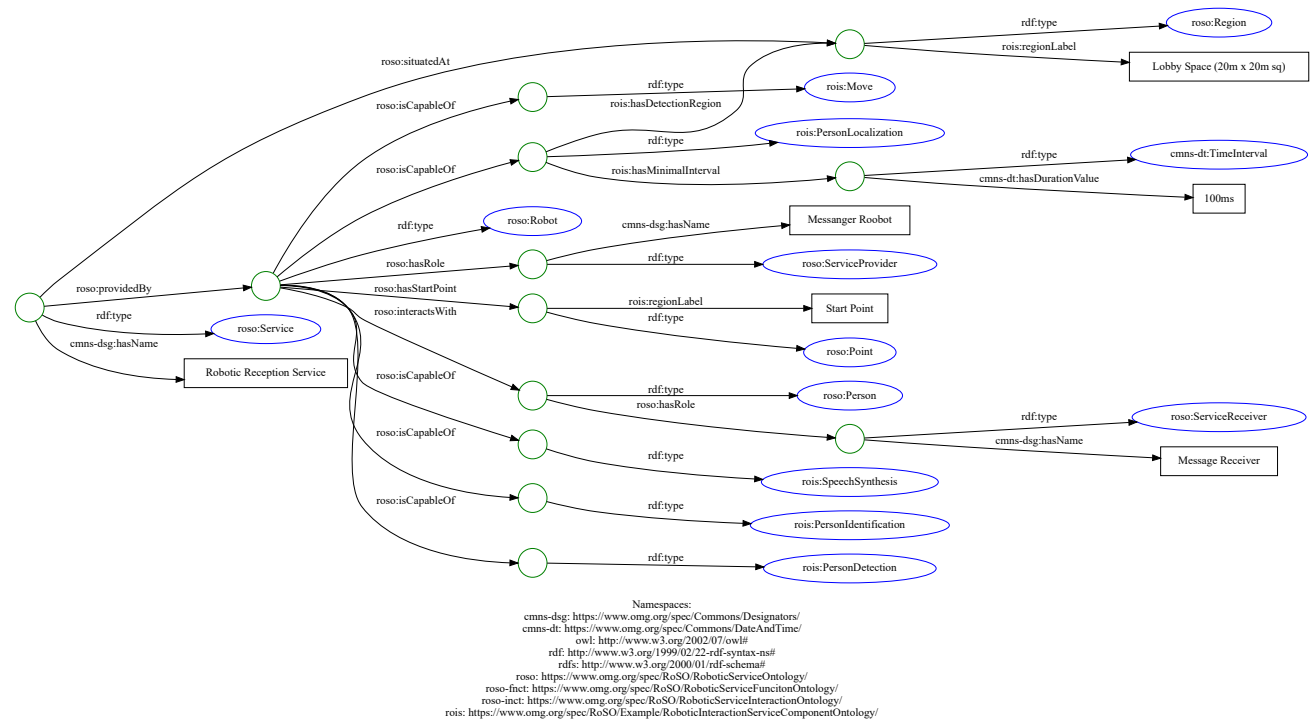 rdf:type
roso:Region
rois:regionLabel
Lobby Space (20m x 20m sq)
roso:situatedAt
rdf:type
rois:Move
roso:isCapableOf
rois:hasDetectionRegion
rdf:type
rois:PersonLocalization
roso:isCapableOf
rois:hasMinimalInterval
rdf:type
cmns-dt:TimeInterval
cmns-dt:hasDurationValue
100ms
rdf:type
roso:Robot
cmns-dsg:hasName
Messanger Roobot
roso:hasRole
rdf:type
roso:ServiceProvider
roso:providedBy
roso:hasStartPoint
rois:regionLabel
Start Point
roso:interactsWith
rdf:type
rdf:type
roso:Service
roso:Point
cmns-dsg:hasName
Robotic Reception Service
roso:isCapableOf
rdf:type
roso:Person
roso:hasRole
rdf:type
roso:ServiceReceiver
cmns-dsg:hasName
Message Receiver
roso:isCapableOf
rdf:type
rois:SpeechSynthesis
roso:isCapableOf
rdf:type
rois:PersonIdentification
rdf:type
rois:PersonDetection
Namespaces:
cmns-dsg: https://www.omg.org/spec/Commons/Designators/
cmns-dt: https://www.omg.org/spec/Commons/DateAndTime/
owl: http://www.w3.org/2002/07/owl#
rdf: http://www.w3.org/1999/02/22-rdf-syntax-ns#
rdfs: http://www.w3.org/2000/01/rdf-schema#
roso: https://www.omg.org/spec/RoSO/RoboticServiceOntology/
roso-fnct: https://www.omg.org/spec/RoSO/RoboticServiceFuncitonOntology/
roso-inct: https://www.omg.org/spec/RoSO/RoboticServiceInteractionOntology/
rois: https://www.omg.org/spec/RoSO/Example/RoboticInteractionServiceComponentOntology/